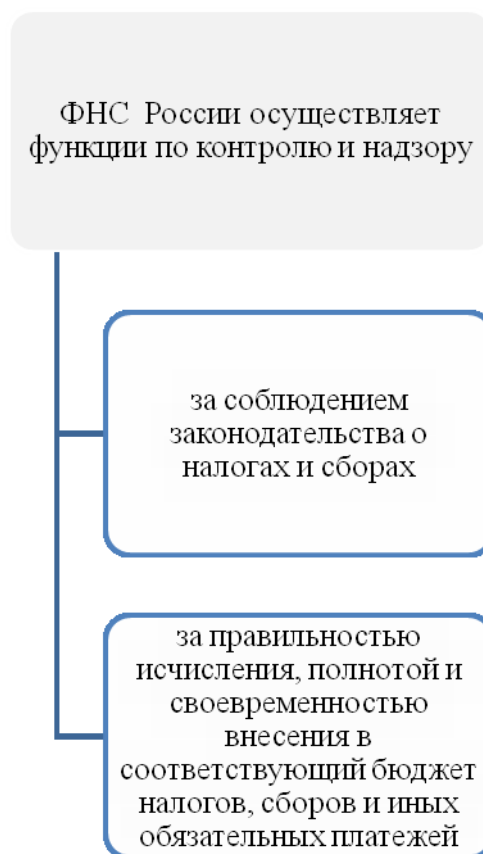 ФНС России осуществляет
функции по контролю и надзору
за соблюдением
законодательства о
налогах и сборах
за правильностью
исчисления, полнотой и
своевременностью
внесения в
соответствующий бюджет
налогов, сборов и иных
обязательных платежей